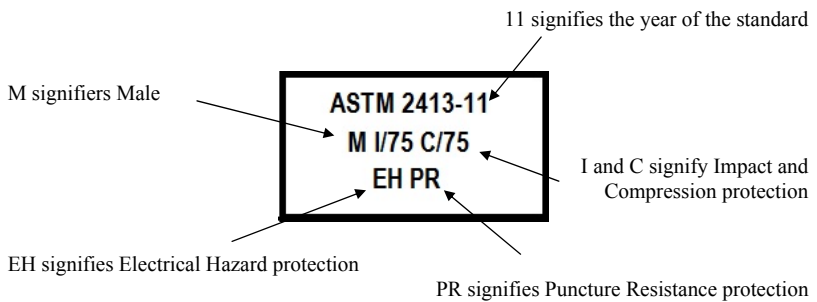 11 signifies the year of the standard
M signifiers Male
ASTM 2413-11
M I/75 C/75
EH PR
I and C signify Impact and
Compression protection
EH signifies Electrical Hazard protection
PR signifies Puncture Resistance protection